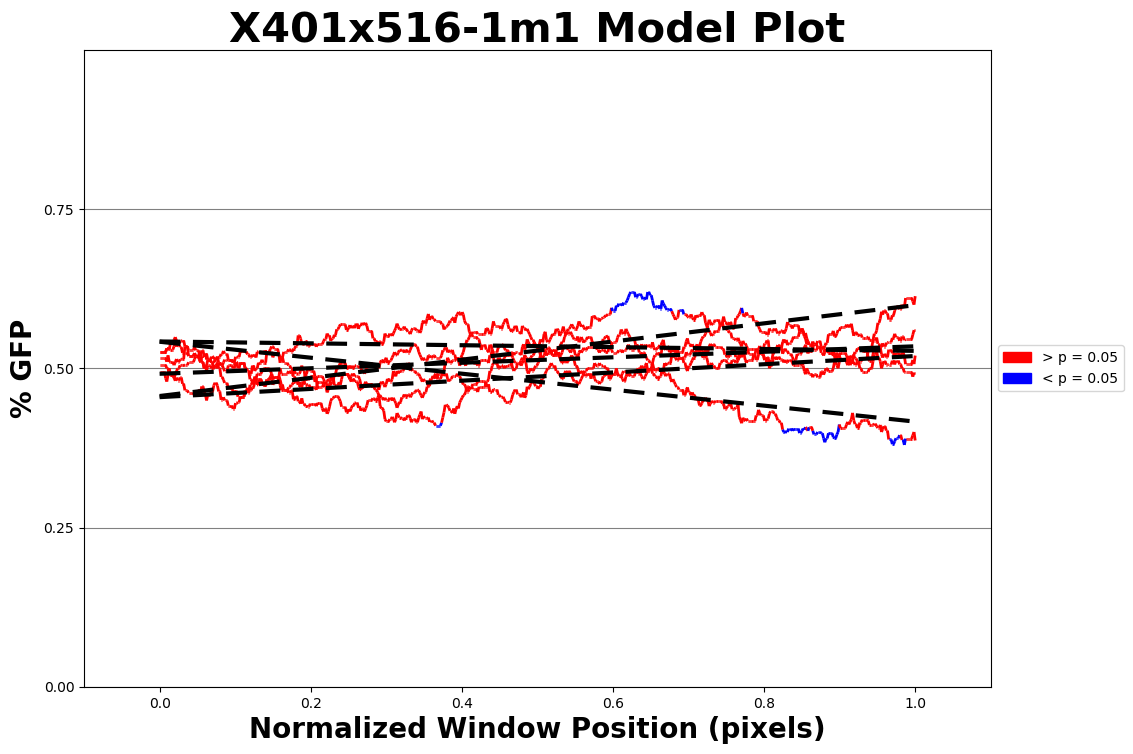 X401x516-1m1 Model Plot
% GFP
0.75
0.50
0.25
0.00
0.0 0.2 0.4 0.6 0.8 1.0
Normalized Window Position (pixels)
> p = 0.05
< p = 0.05